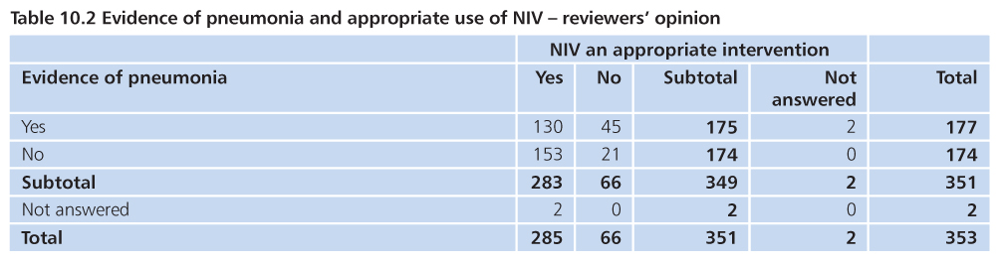 Table 10.2 Evidence of pneumonia and appropriate use of NIV – reviewers‘ opinion
NIV an appropriate intervention
Evidence of pneumonia Yes No Subtotal Not answered Total
Yes 130 45 175 2 177
No 153 21 174 0 174
Subtotal 283 66 349 2 351
Not answered 2 0 2 0 2
Total 285 66 351 2 353